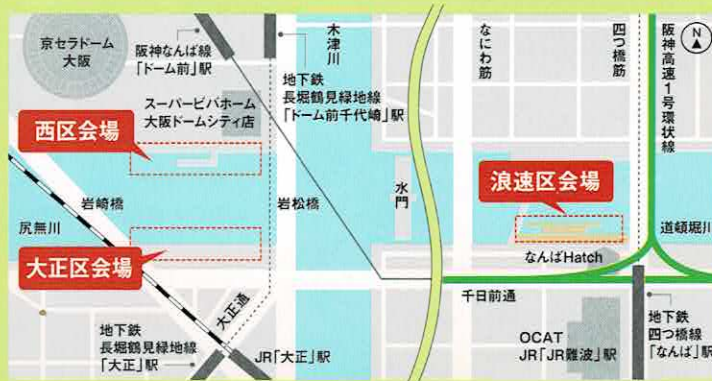 京セラドーム
大阪
阪神なんば線
「ドーム前」駅
木津川
地下鉄
長堀鶴見緑地線
「ドーム前千代崎」駅
スーパービバホーム
大阪ドームシティ店
なにわ筋
四つ橋筋
阪神高速1号環状線
N
西区会場
岩崎橋
岩松橋
水門
浪速区会場
尻無川
大正区会場
道頓堀川
なんばHatch
千日前通
大正通
地下鉄
長堀鶴見緑地線
「大正」駅
JR「大正」駅
OCAT
JR「JR難波」駅
地下鉄
四つ橋線
「なんば」駅